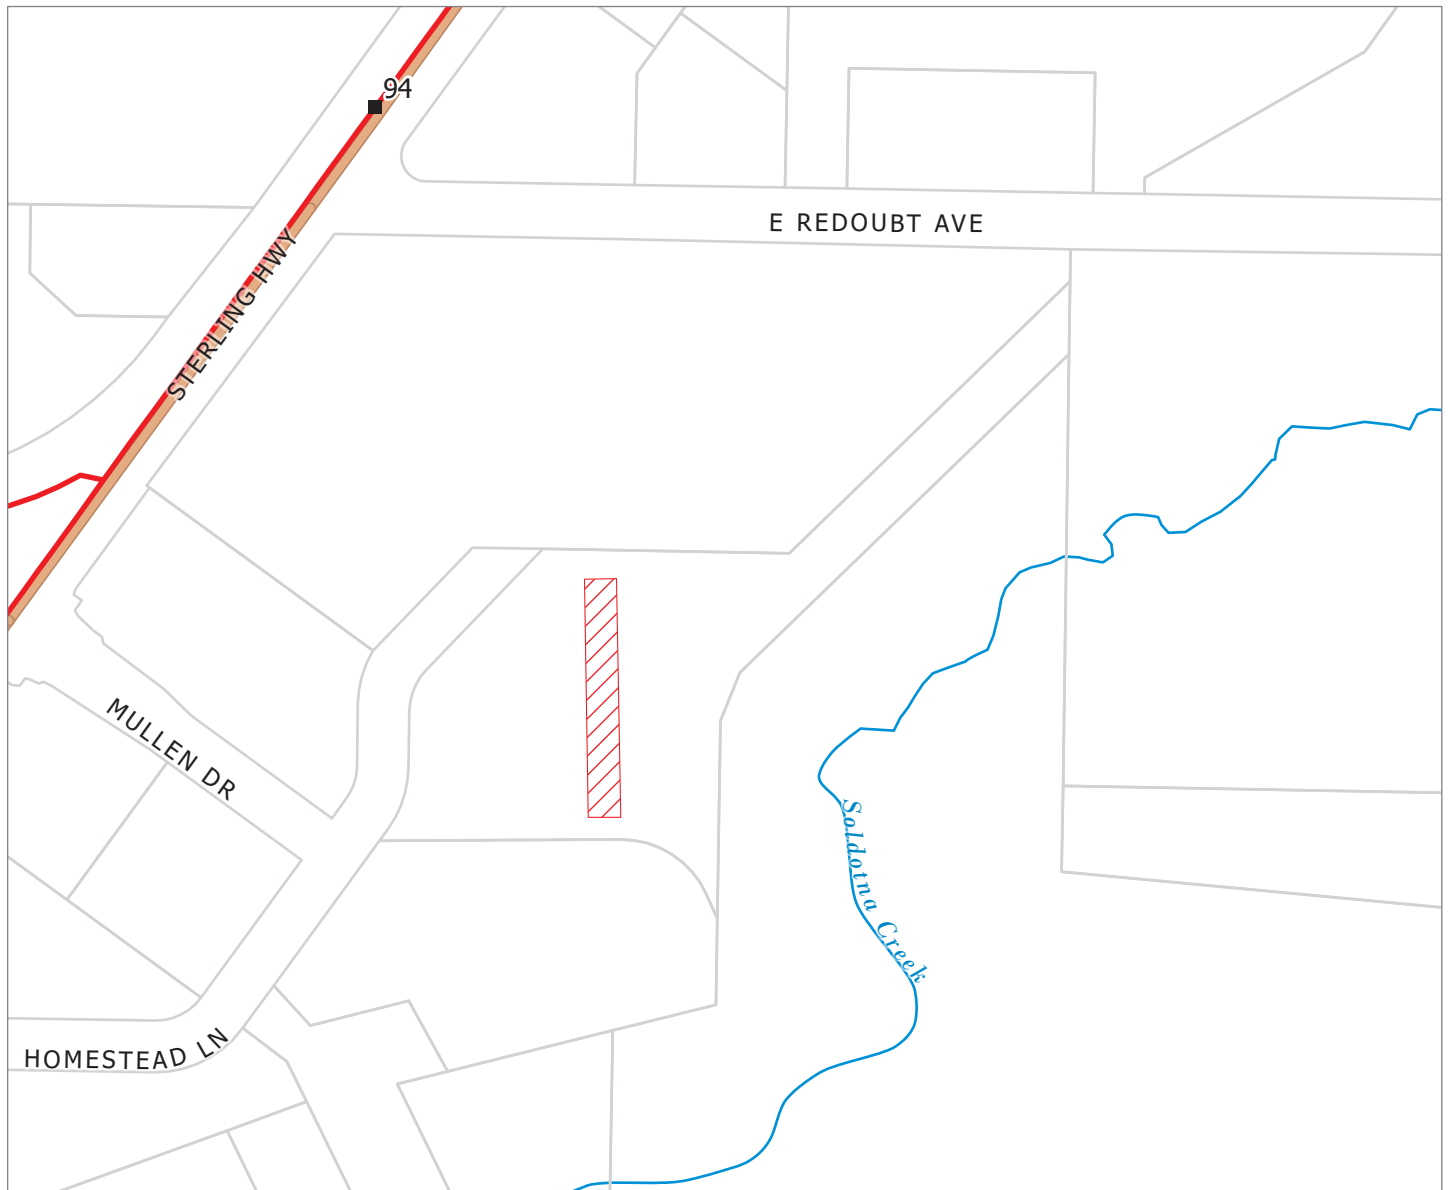 94
E REDOUBT AVE
STERLING HWY
MULLEN DR
Soldotna Creek
HOMESTEAD LN